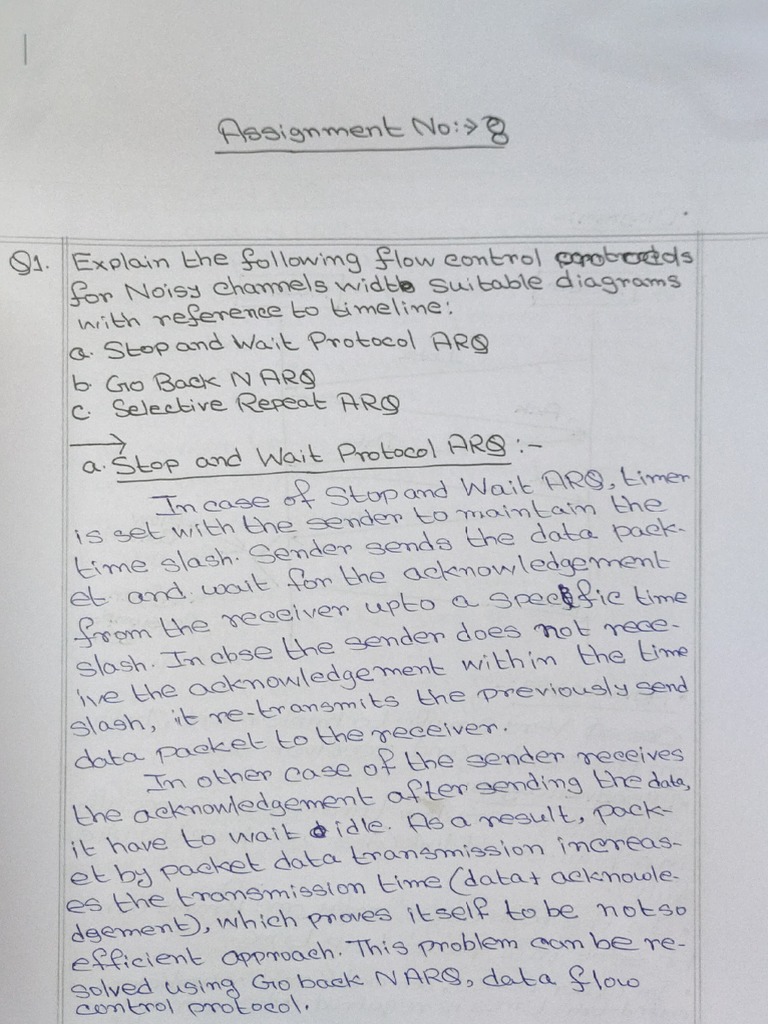 Assignment No:→ 8
Q1. Explain the following flow control protocols
for Noisy channels width suitable diagrams
with reference to timeline:
a. Stop and Wait Protocol ARQ
b. Go Back N ARQ
c. Selective Repeat ARQ
→
a. Stop and Wait Protocol ARQ :-
In case of Stop and Wait ARQ, timer
is set with the sender to maintain the
time slash. Sender sends the data pack-
et and wait for the acknowledgement
from the receiver upto a specific time
slash. In case the sender does not rece-
ive the acknowledgement within the time
slash, it re-transmits the previously send
data packet to the receiver.
In other case of the sender receives
the acknowledgement after sending the data,
it have to wait idle. As a result, pack-
et by packet data transmission increas-
es the transmission time (data + acknowle-
dgement), which proves itself to be not so
efficient approach. This problem can be re-
solved using Go back N ARQ, data flow
control protocol.